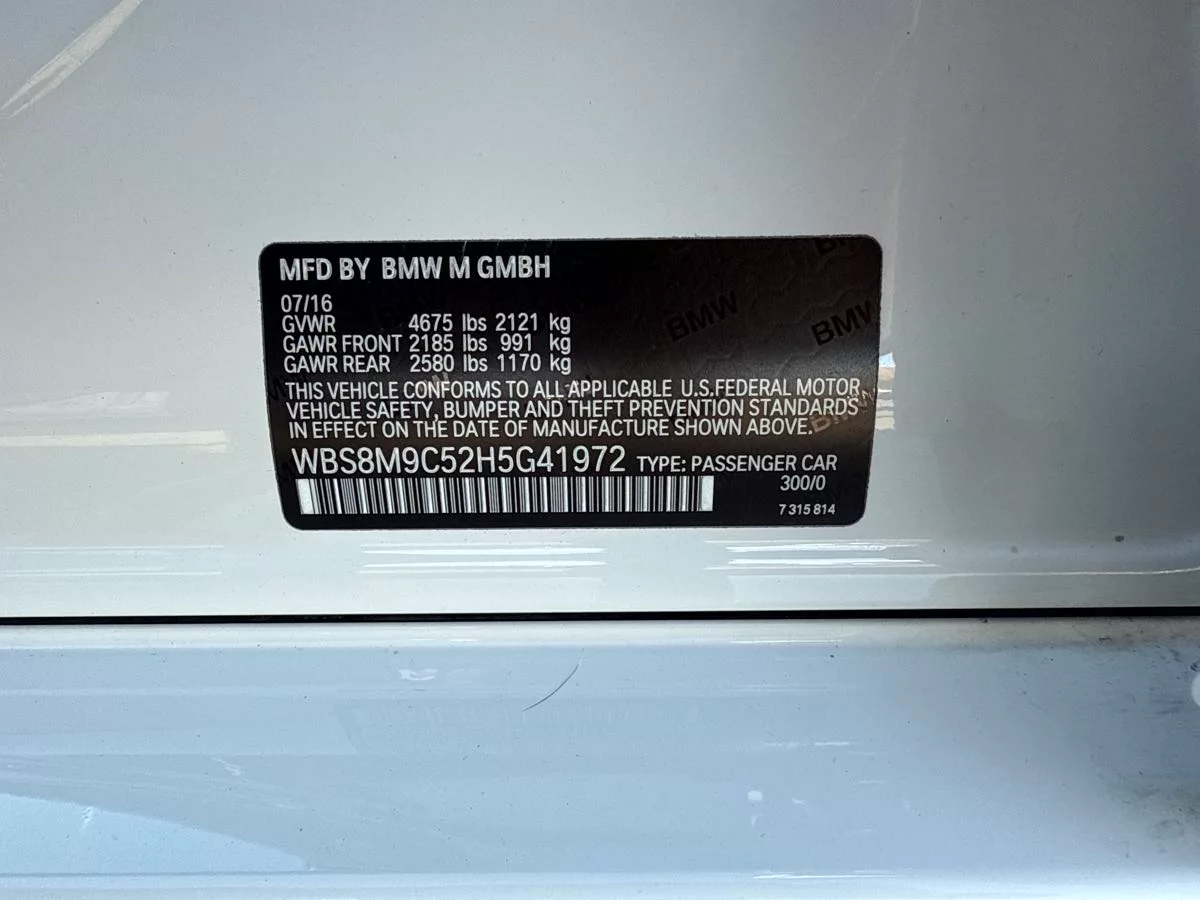 MFD BY BMW M GMBH
07/16
GVWR 4675 lbs 2121 kg
GAWR FRONT 2185 lbs 991 kg
GAWR REAR 2580 lbs 1170 kg
THIS VEHICLE CONFORMS TO ALL APPLICABLE U.S.FEDERAL MOTOR
VEHICLE SAFETY, BUMPER AND THEFT PREVENTION STANDARDS
IN EFFECT ON THE DATE OF MANUFACTURE SHOWN ABOVE.
WBS8M9C52H5G41972 TYPE: PASSENGER CAR
300/0
7 315 814
BMW
BMW